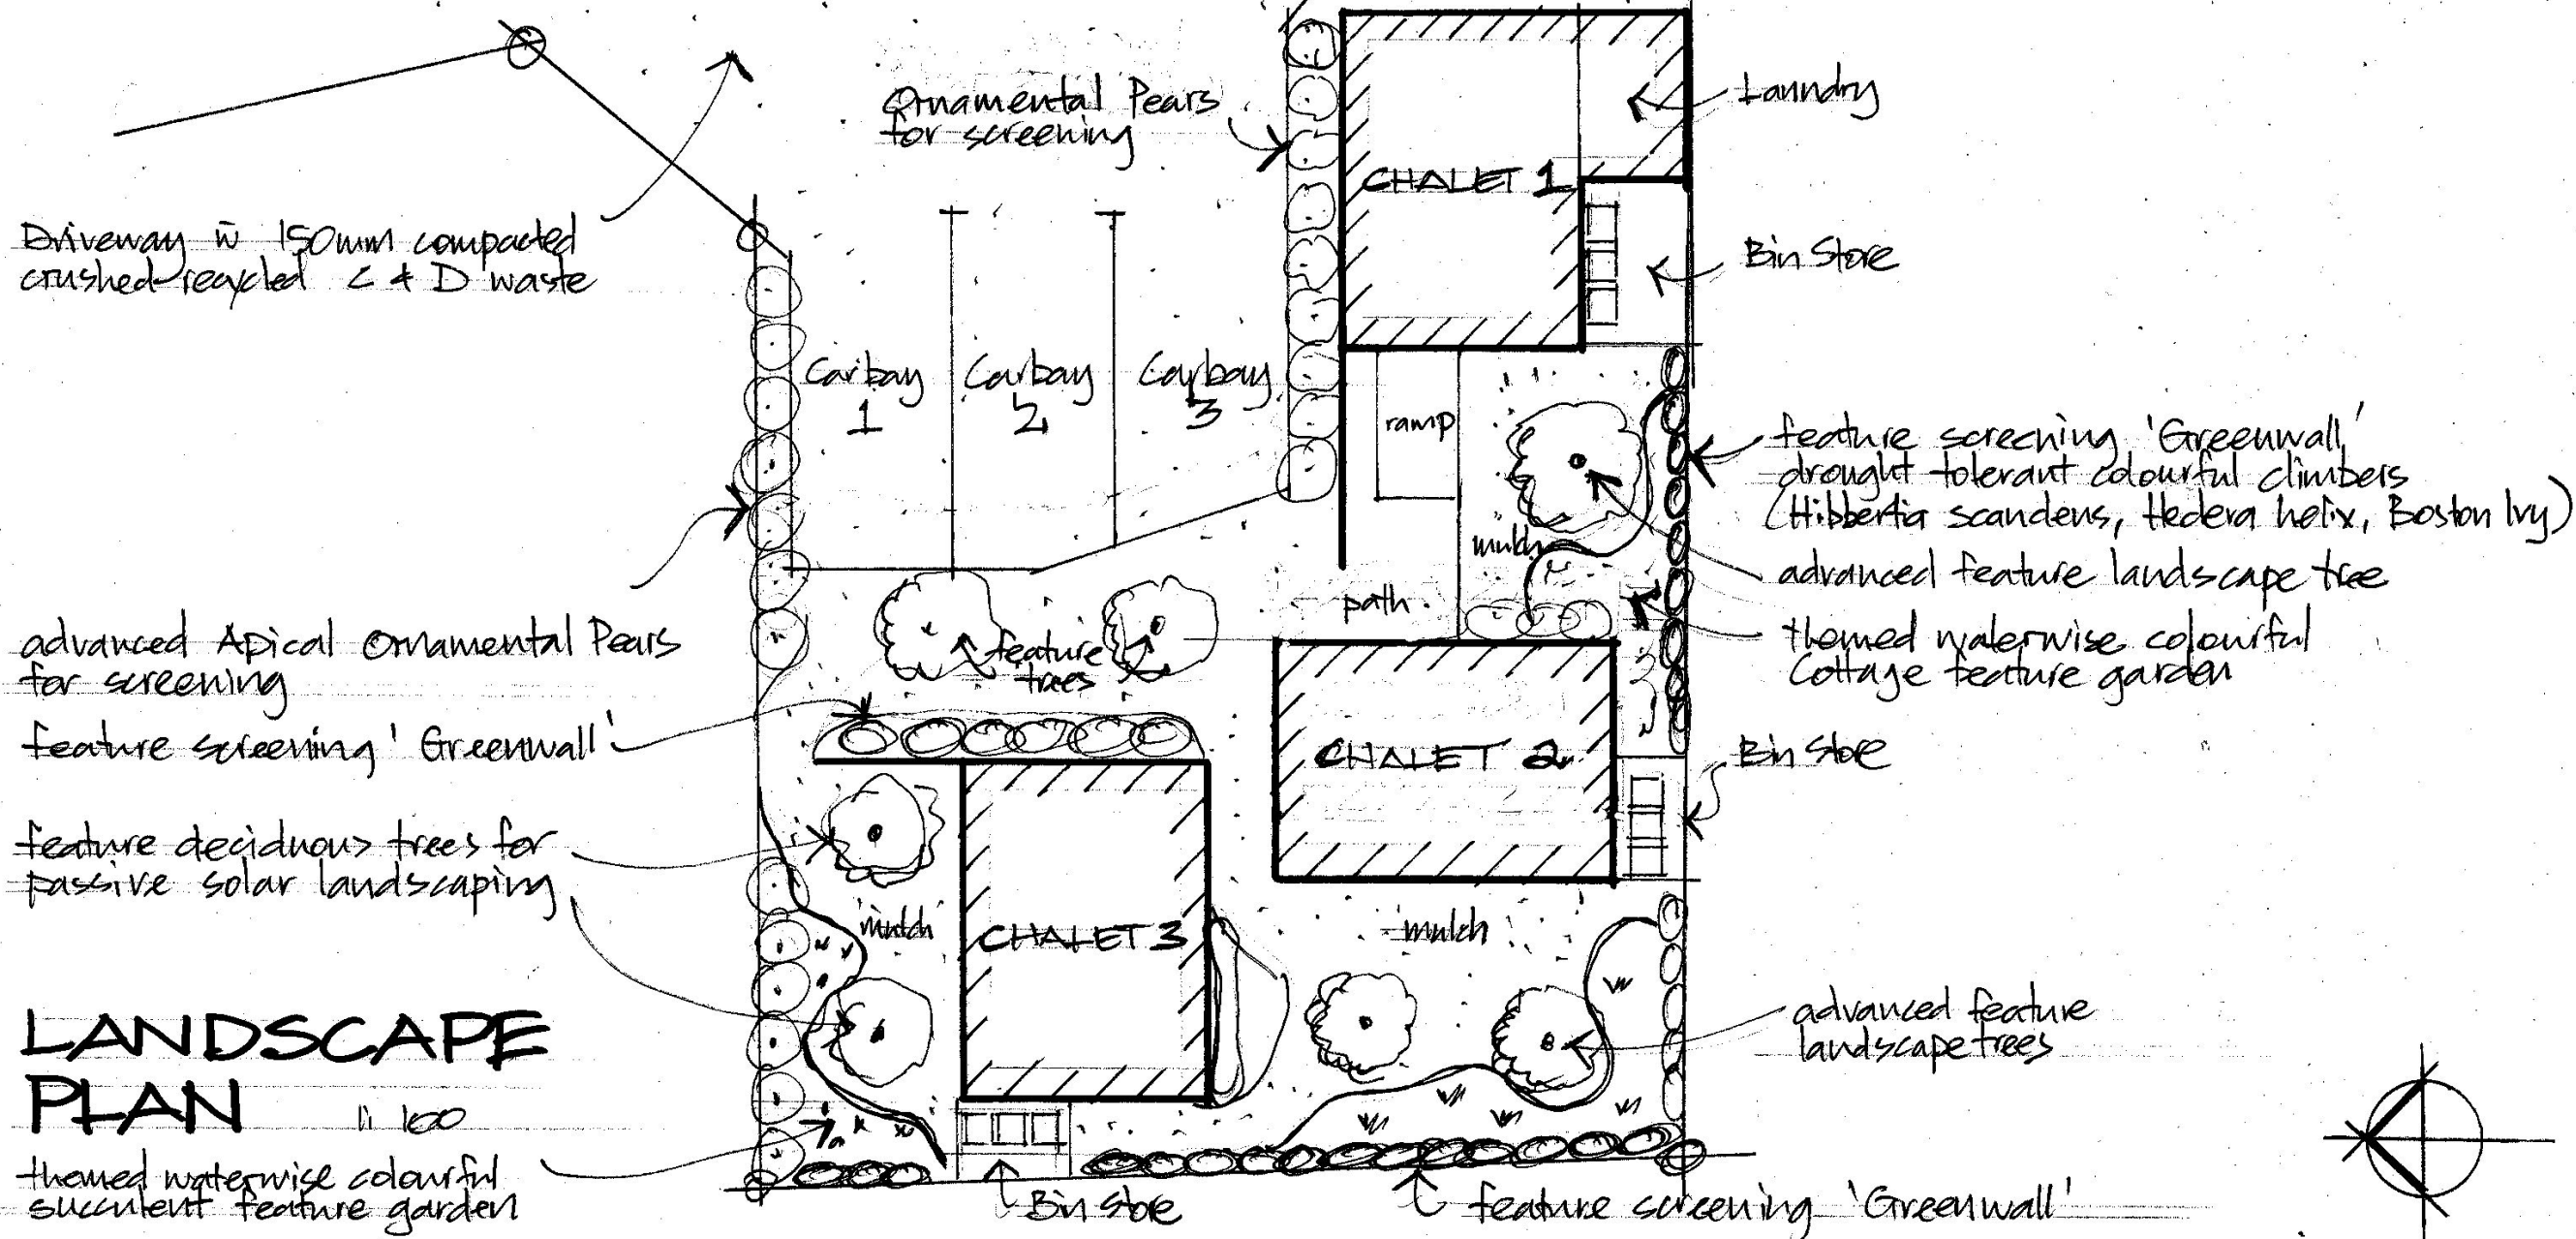 Ornamental Pears
for screening
Laundry
CHALET 1
Driveway w 150mm compacted
crushed recycled C & D waste
Bin Store
Carbay
1
Carbay
2
Carbay
3
ramp
feature screening 'Greenwall'
drought tolerant colourful climbers
(Hibbertia scandens, Hedera helix, Boston Ivy)
mulch
advanced feature landscape tree
path
themed waterwise colourful
Cottage feature garden
advanced Apical Ornamental Pears
for screening
feature
trees
feature screening 'Greenwall'
CHALET 2
Bin Store
feature deciduous trees for
passive solar landscaping
mulch
CHALET 3
mulch
advanced feature
landscape trees
LANDSCAPE
PLAN
themed waterwise colourful
succulent feature garden
Bin Store
feature screening 'Greenwall'